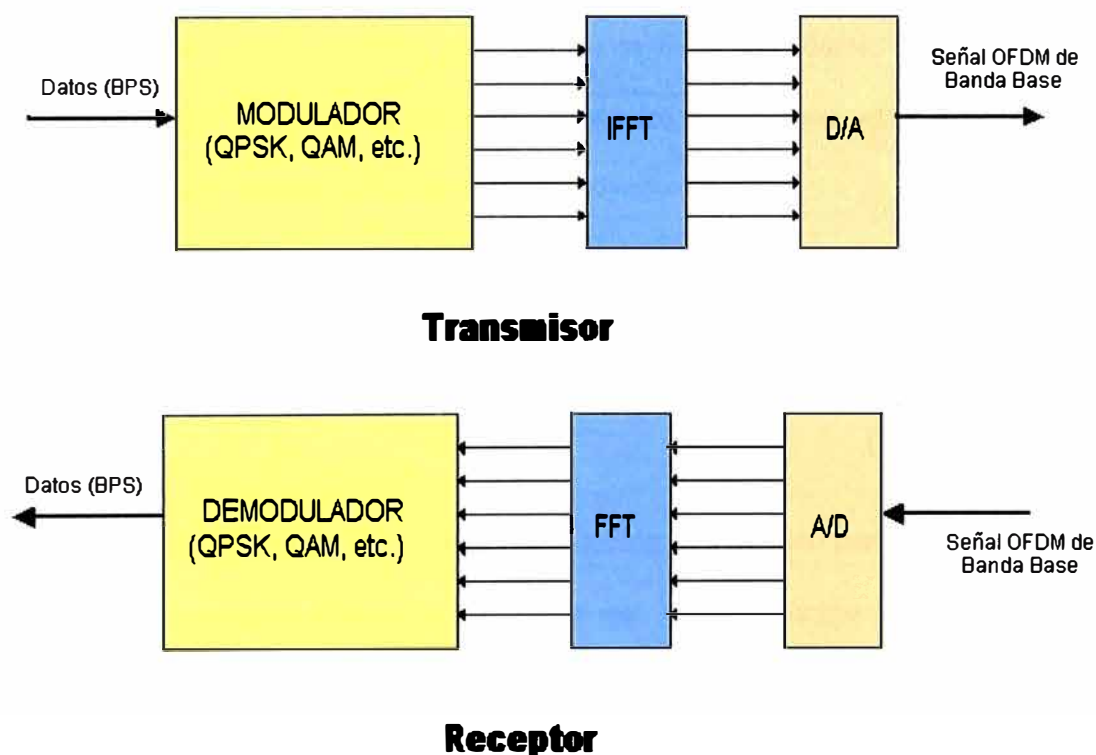 Datos (BPS)
MODULADOR
(QPSK, QAM, etc.)
IFFT
D/A
Señal OFDM de
Banda Base
Transmisor
Datos (BPS)
DEMODULADOR
(QPSK, QAM, etc.)
FFT
A/D
Señal OFDM de
Banda Base
Receptor